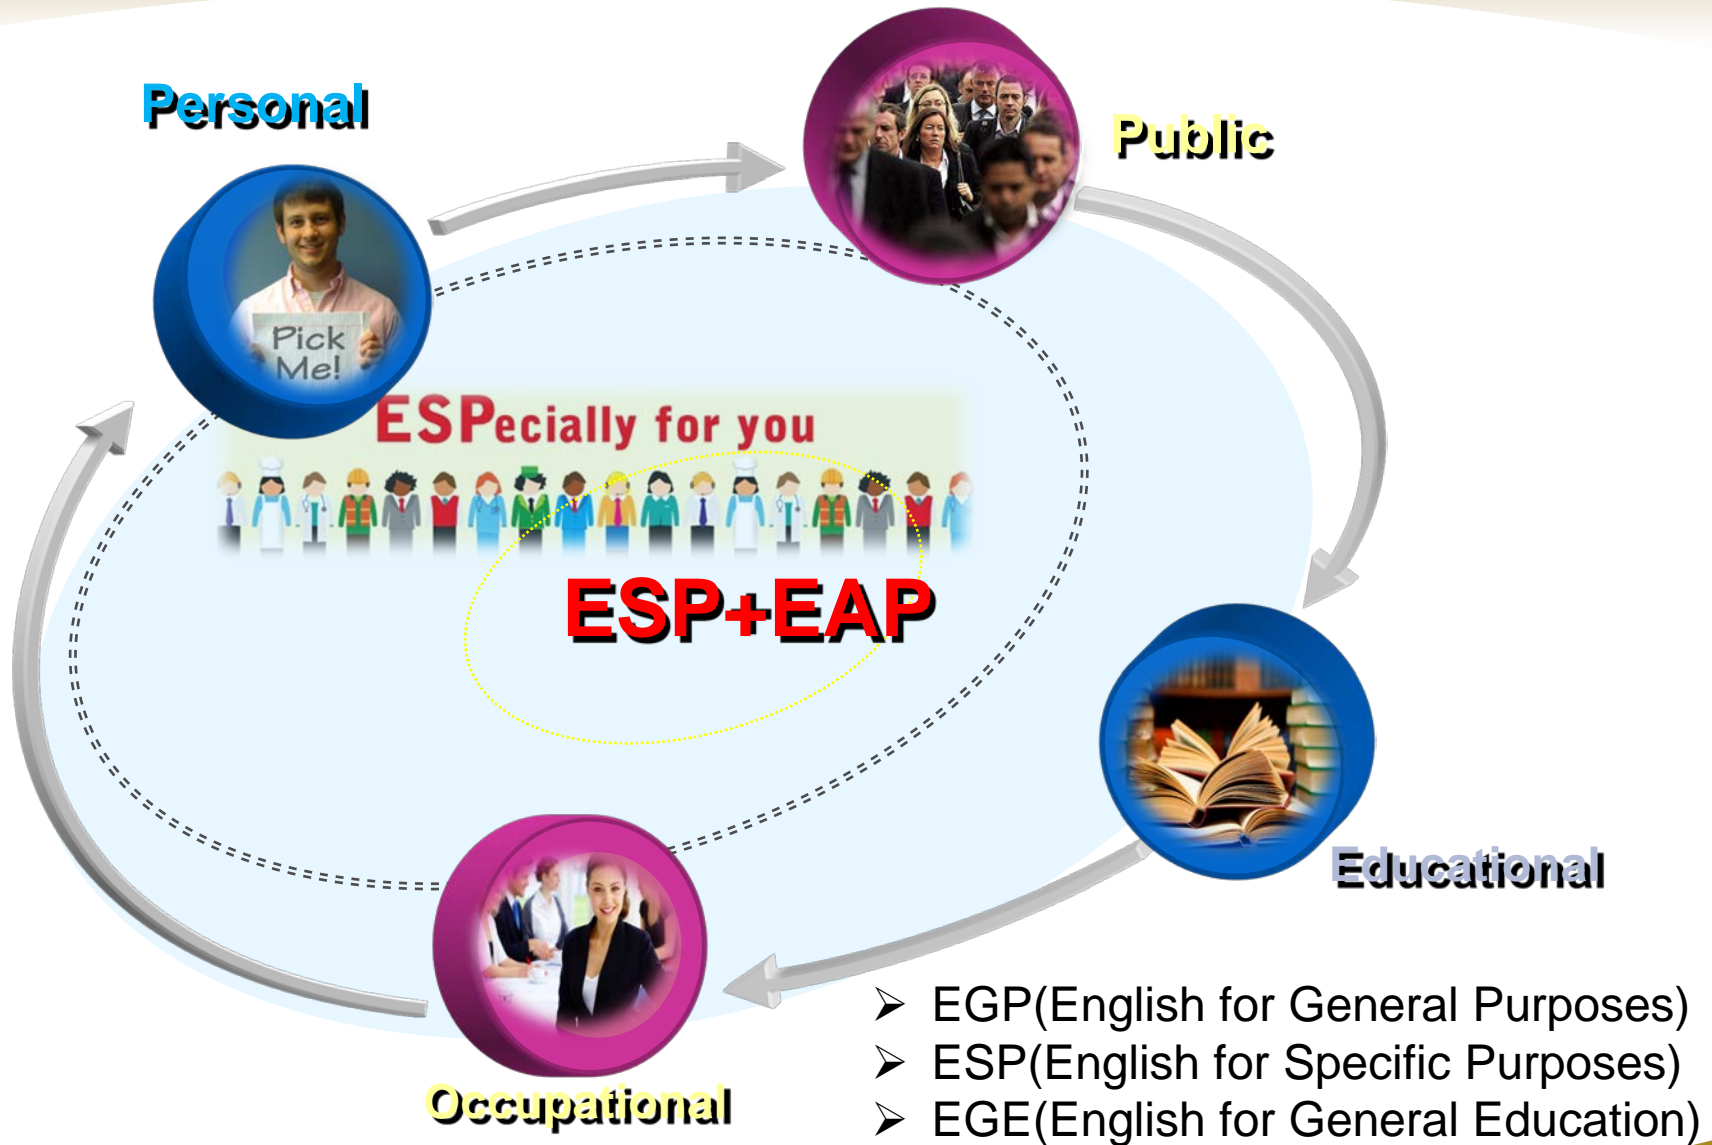 Personal
Public
Pick
Me!
ESPecially for you
ESP+EAP
Educational
Occupational
➢ EGP(English for General Purposes)
➢ ESP(English for Specific Purposes)
➢ EGE(English for General Education)